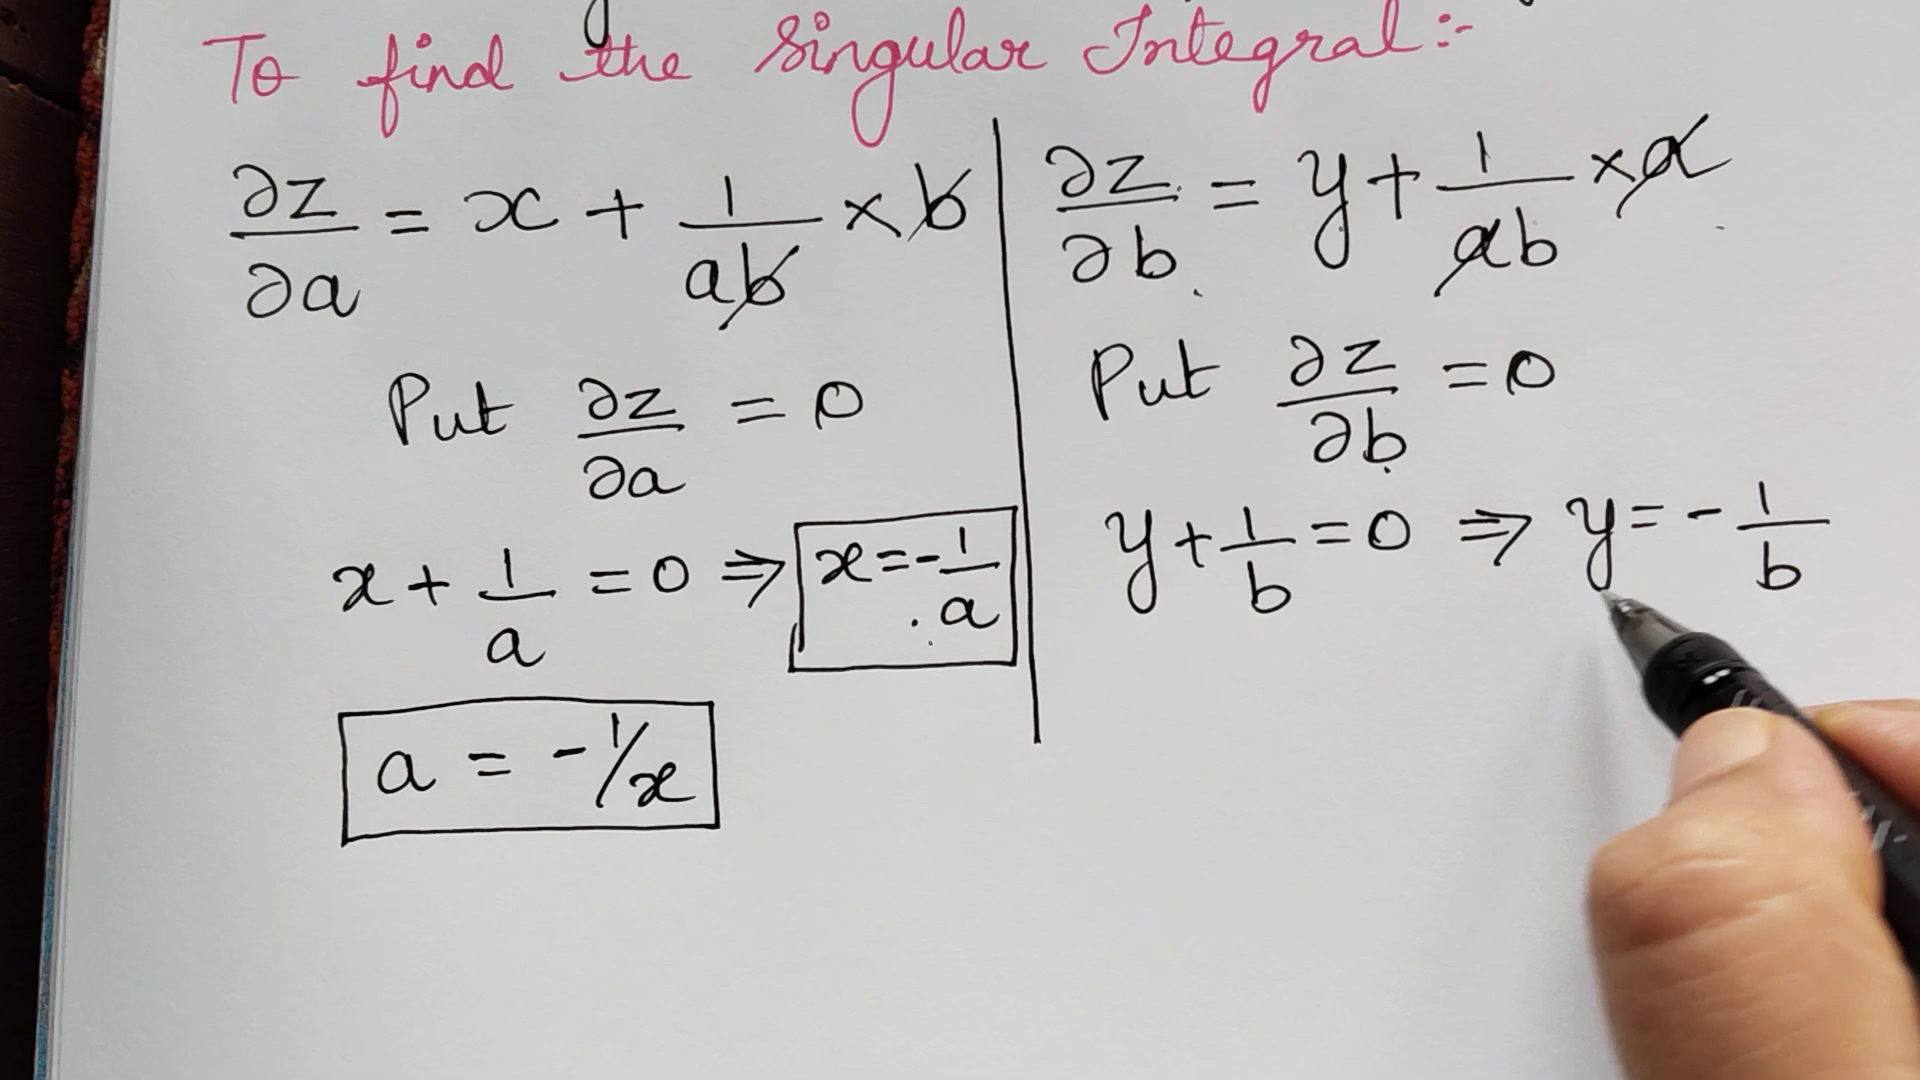 To find the Singular Integral:-
∂z/∂a = x + 1/ab × b
Put ∂z/∂a = 0
x + 1/a = 0 ⇒ x = -1/a
a = -1/x
∂z/∂b = y + 1/ab × a
Put ∂z/∂b = 0
y + 1/b = 0 ⇒ y = -1/b